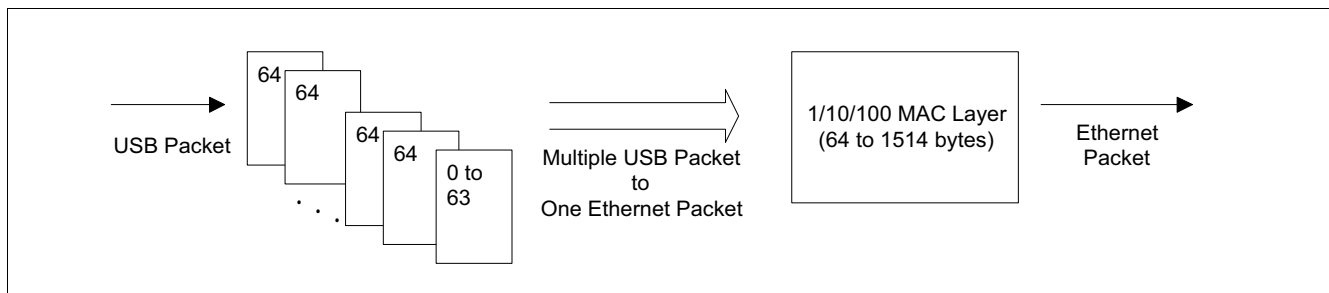 USB Packet
64
64
64
64
0 to
63
Multiple USB Packet
to
One Ethernet Packet
1/10/100 MAC Layer
(64 to 1514 bytes)
Ethernet
Packet